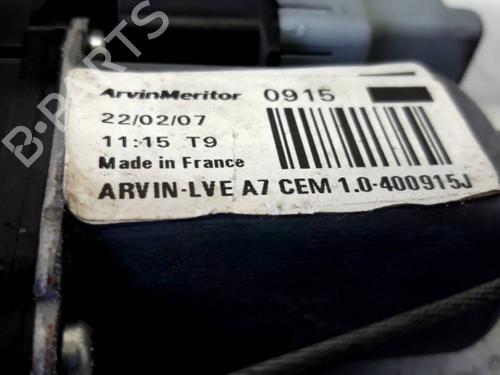 ArvinMeritor 0915
22/02/07
11:15 T9
Made in France
ARVIN-LVE A7 CEM 1.0-400915J
B-PARTS